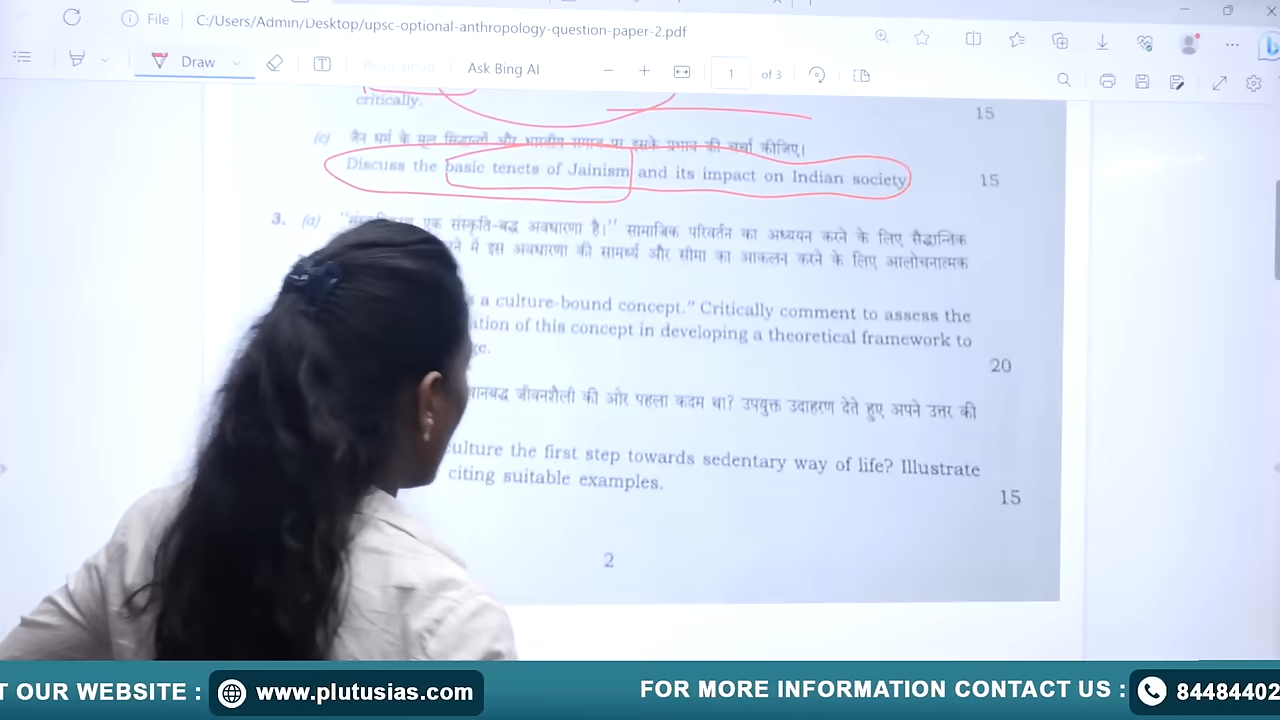 File C:/Users/Admin/Desktop/upsc-optional-anthropology-question-paper-2.pdf
Draw Read aloud Ask Bing AI 1 of 3
critically. 15
(c) जैन धर्म के मूल सिद्धान्तों और भारतीय समाज पर इसके प्रभाव की चर्चा कीजिए।
Discuss the basic tenets of Jainism and its impact on Indian society 15
3. (a) "संस्कृतिकरण एक संस्कृति-बद्ध अवधारणा है।" सामाजिक परिवर्तन का अध्ययन करने के लिए सैद्धान्तिक
में इस अवधारणा की सामर्थ्य और सीमा का आकलन करने के लिए आलोचनात्मक
a culture-bound concept." Critically comment to assess the
ation of this concept in developing a theoretical framework to
ge.
20
जीवनशैली की ओर पहला कदम था? उपयुक्त उदाहरण देते हुए अपने उत्तर की
ulture the first step towards sedentary way of life? Illustrate
citing suitable examples.
15
2
T OUR WEBSITE : www.plutusias.com FOR MORE INFORMATION CONTACT US : 84484402